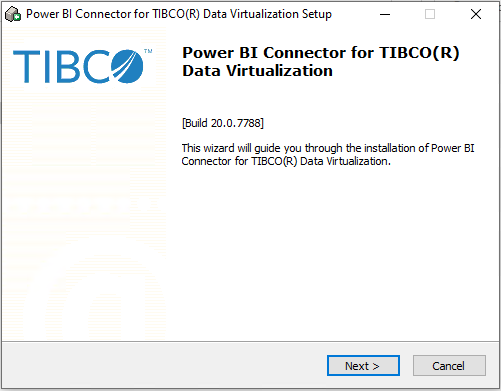 Power BI Connector for TIBCO(R) Data Virtualization Setup
TIBCO™
Power BI Connector for TIBCO(R)
Data Virtualization
[Build 20.0.7788]
This wizard will guide you through the installation of Power BI
Connector for TIBCO(R) Data Virtualization.
Next >
Cancel